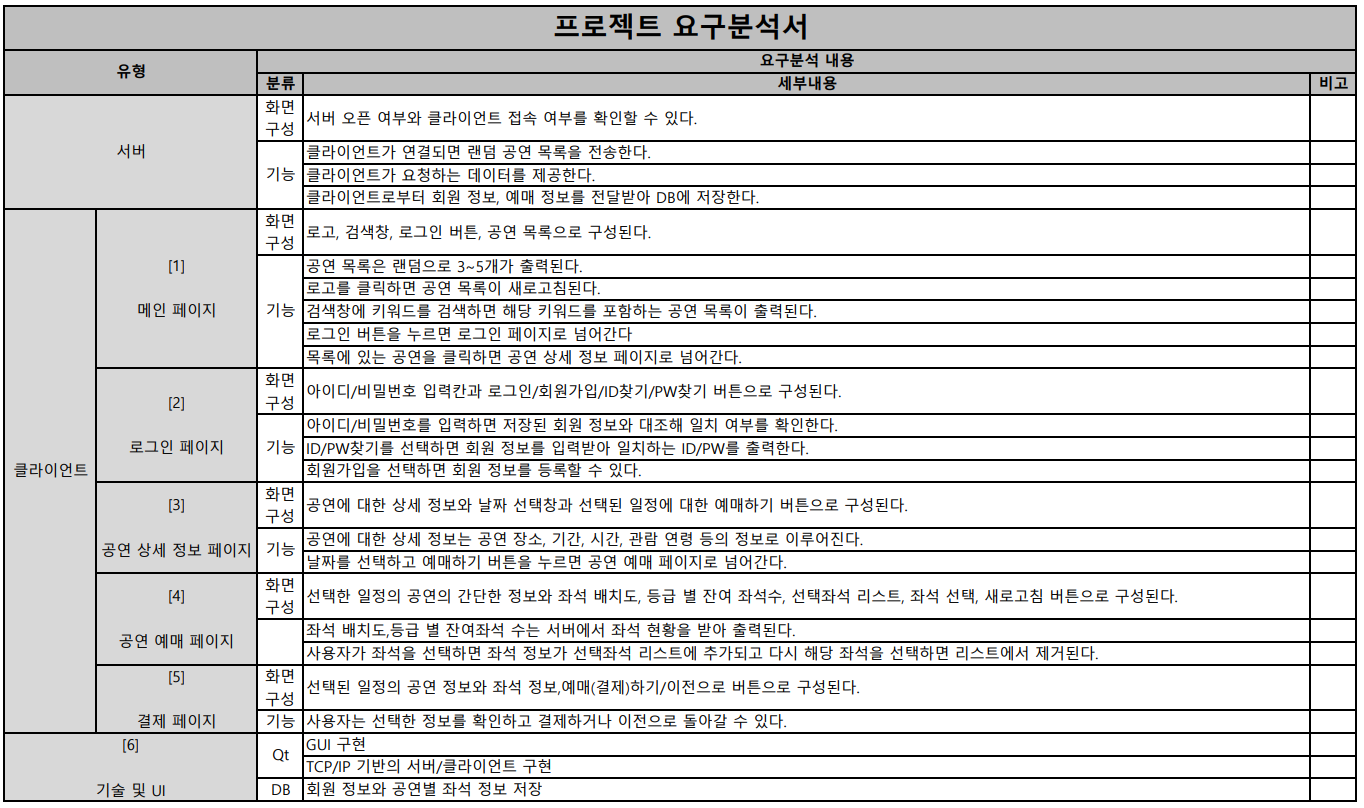 프로젝트 요구분석서
유형
요구분석 내용
분류
세부내용
비고
서버
화면
구성
서버 오픈 여부와 클라이언트 접속 여부를 확인할 수 있다.
기능
클라이언트가 연결되면 랜덤 공연 목록을 전송한다.
클라이언트가 요청하는 데이터를 제공한다.
클라이언트로부터 회원 정보, 예매 정보를 전달받아 DB에 저장한다.
클라이언트
[1]
메인 페이지
화면
구성
로고, 검색창, 로그인 버튼, 공연 목록으로 구성된다.
기능
공연 목록은 랜덤으로 3~5개가 출력된다.
로고를 클릭하면 공연 목록이 새로고침된다.
검색창에 키워드를 검색하면 해당 키워드를 포함하는 공연 목록이 출력된다.
로그인 버튼을 누르면 로그인 페이지로 넘어간다
목록에 있는 공연을 클릭하면 공연 상세 정보 페이지로 넘어간다.
[2]
로그인 페이지
화면
구성
아이디/비밀번호 입력칸과 로그인/회원가입/ID찾기/PW찾기 버튼으로 구성된다.
기능
아이디/비밀번호를 입력하면 저장된 회원 정보와 대조해 일치 여부를 확인한다.
ID/PW찾기를 선택하면 회원 정보를 입력받아 일치하는 ID/PW를 출력한다.
회원가입을 선택하면 회원 정보를 등록할 수 있다.
[3]
공연 상세 정보 페이지
화면
구성
공연에 대한 상세 정보와 날짜 선택창과 선택된 일정에 대한 예매하기 버튼으로 구성된다.
기능
공연에 대한 상세 정보는 공연 장소, 기간, 시간, 관람 연령 등의 정보로 이루어진다.
날짜를 선택하고 예매하기 버튼을 누르면 공연 예매 페이지로 넘어간다.
[4]
공연 예매 페이지
화면
구성
선택한 일정의 공연의 간단한 정보와 좌석 배치도, 등급 별 잔여 좌석수, 선택좌석 리스트, 좌석 선택, 새로고침 버튼으로 구성된다.
좌석 배치도,등급 별 잔여좌석 수는 서버에서 좌석 현황을 받아 출력된다.
사용자가 좌석을 선택하면 좌석 정보가 선택좌석 리스트에 추가되고 다시 해당 좌석을 선택하면 리스트에서 제거된다.
[5]
결제 페이지
화면
구성
선택된 일정의 공연 정보와 좌석 정보,예매(결제)하기/이전으로 버튼으로 구성된다.
기능
사용자는 선택한 정보를 확인하고 결제하거나 이전으로 돌아갈 수 있다.
[6]
기술 및 UI
Qt
GUI 구현
TCP/IP 기반의 서버/클라이언트 구현
DB
회원 정보와 공연별 좌석 정보 저장